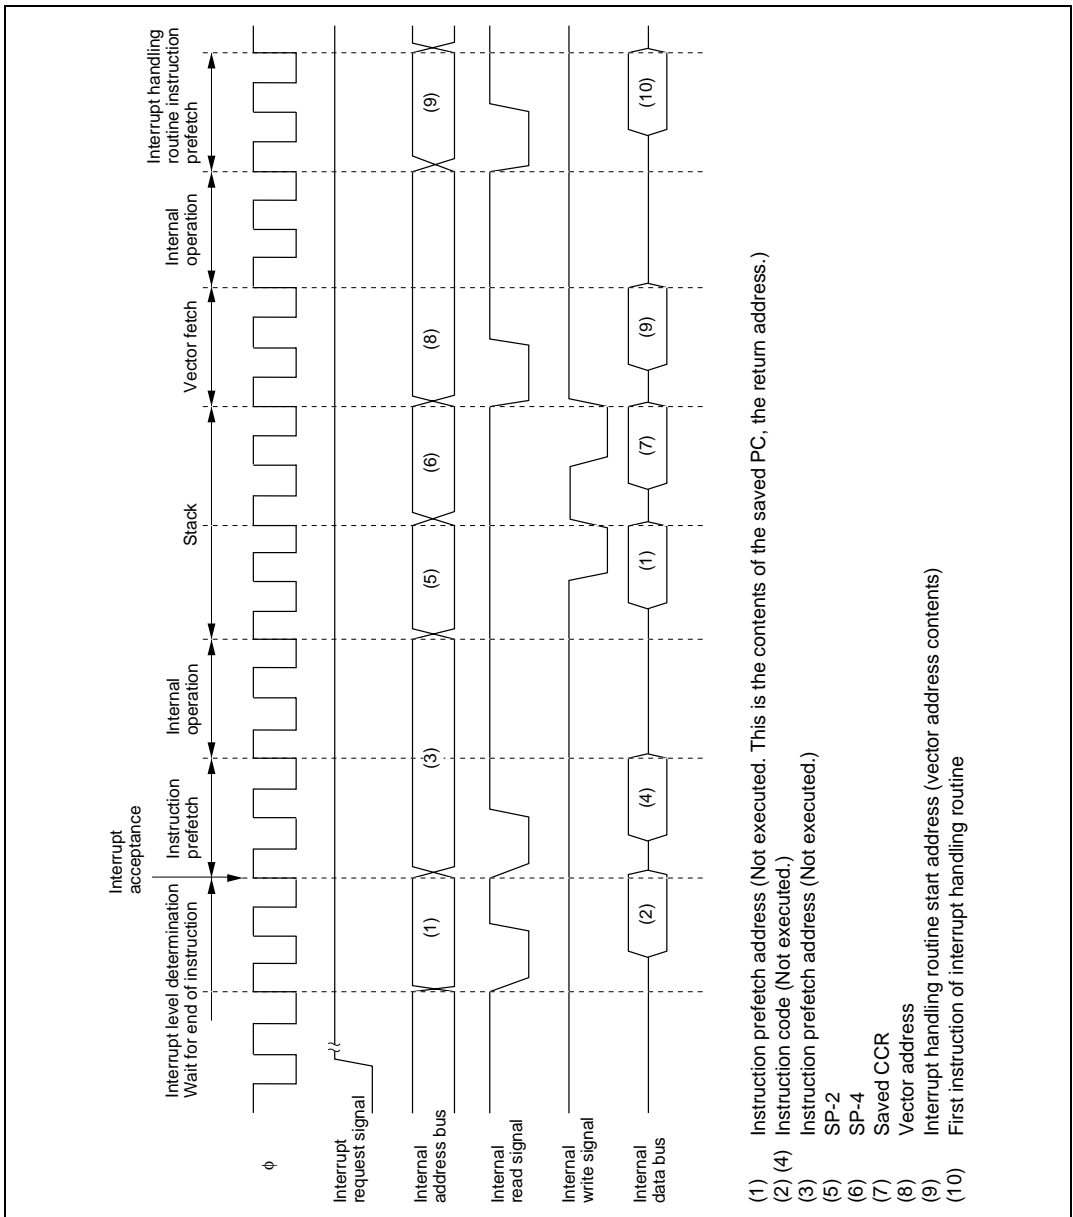 Interrupt level determination
Wait for end of instruction
Interrupt
acceptance
Instruction
prefetch
Internal
operation
Stack
Vector fetch
Internal
operation
Interrupt handling
routine instruction
prefetch
φ
Interrupt
request signal
Internal
address bus
(1)
(3)
(5)
(6)
(8)
(9)
Internal
read signal
Internal
write signal
Internal
data bus
(2)
(4)
(1)
(7)
(9)
(10)
(1) Instruction prefetch address (Not executed. This is the contents of the saved PC, the return address.)
(2) (4) Instruction code (Not executed.)
(3) Instruction prefetch address (Not executed.)
(5) SP-2
(6) SP-4
(7) Saved CCR
(8) Vector address
(9) Interrupt handling routine start address (vector address contents)
(10) First instruction of interrupt handling routine